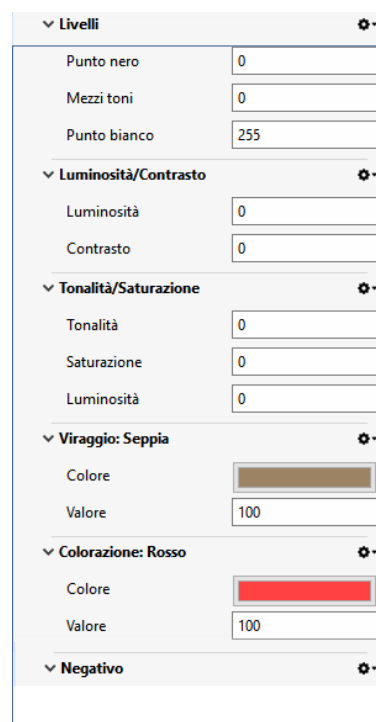 Livelli
Punto nero 0
Mezzi toni 0
Punto bianco 255
Luminosità/Contrasto
Luminosità 0
Contrasto 0
Tonalità/Saturazione
Tonalità 0
Saturazione 0
Luminosità 0
Viraggio: Seppia
Colore
Valore 100
Colorazione: Rosso
Colore
Valore 100
Negativo